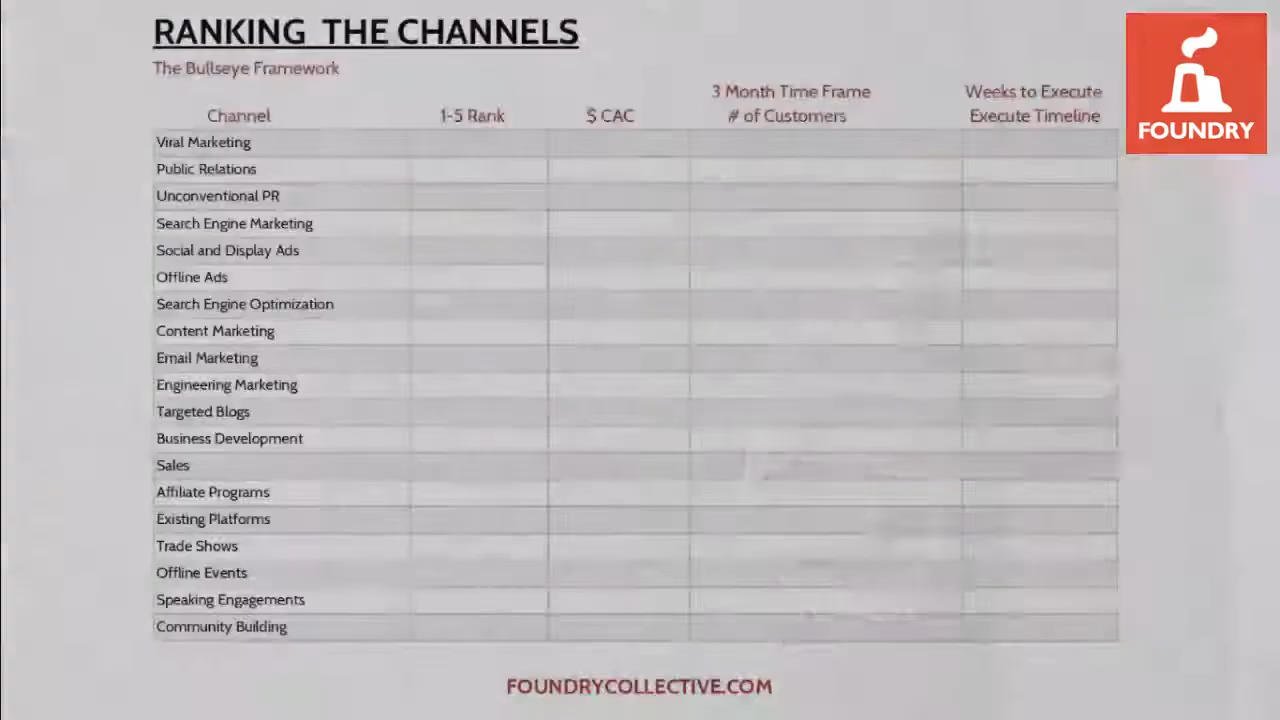 RANKING THE CHANNELS
The Bullseye Framework
FOUNDRY
3 Month Time Frame Weeks to Execute
Channel 1-5 Rank $ CAC # of Customers Execute Timeline
Viral Marketing
Public Relations
Unconventional PR
Search Engine Marketing
Social and Display Ads
Offline Ads
Search Engine Optimization
Content Marketing
Email Marketing
Engineering Marketing
Targeted Blogs
Business Development
Sales
Affiliate Programs
Existing Platforms
Trade Shows
Offline Events
Speaking Engagements
Community Building
FOUNDRYCOLLECTIVE.COM